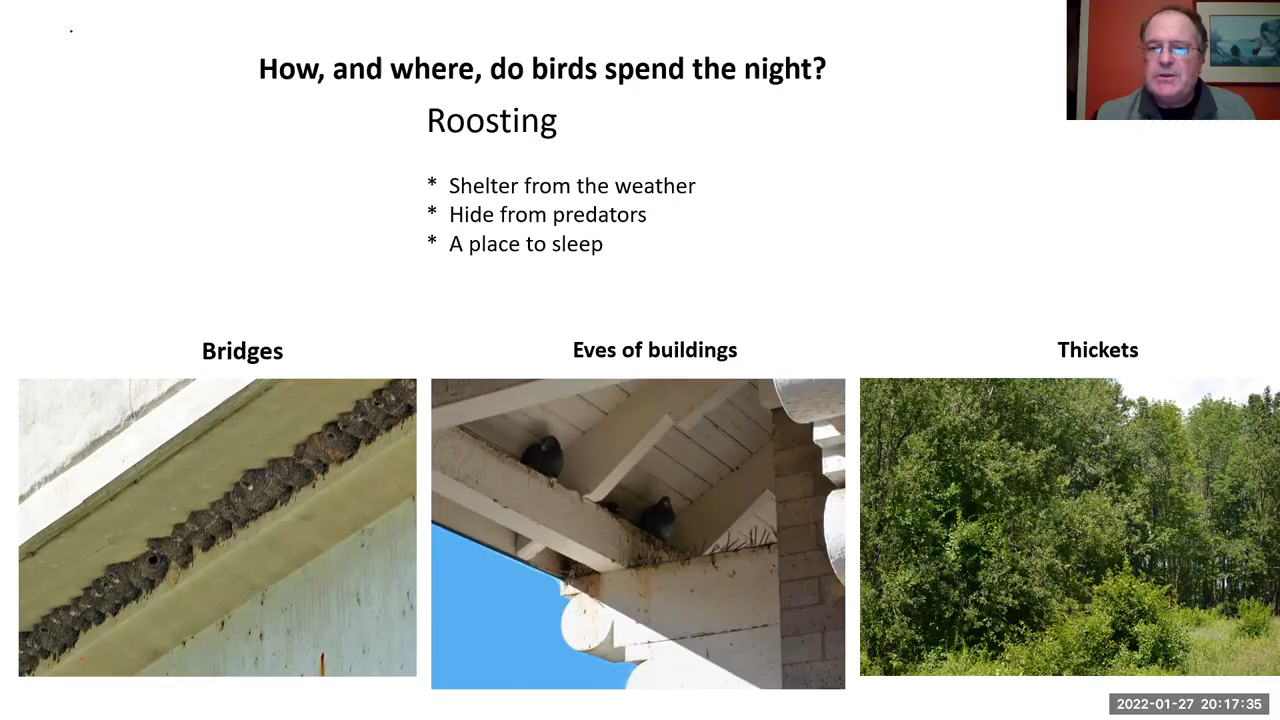 How, and where, do birds spend the night?
Roosting
* Shelter from the weather
* Hide from predators
* A place to sleep
Bridges
Eves of buildings
Thickets
2022-01-27 20:17:35